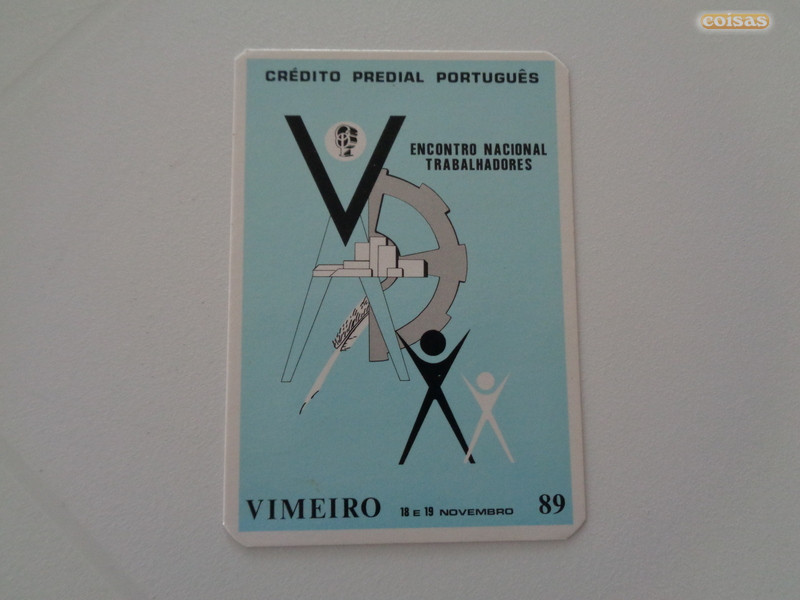 coisas
CRÉDITO PREDIAL PORTUGUÊS
V
ENCONTRO NACIONAL
TRABALHADORES
VIMEIRO 18 E 19 NOVEMBRO 89